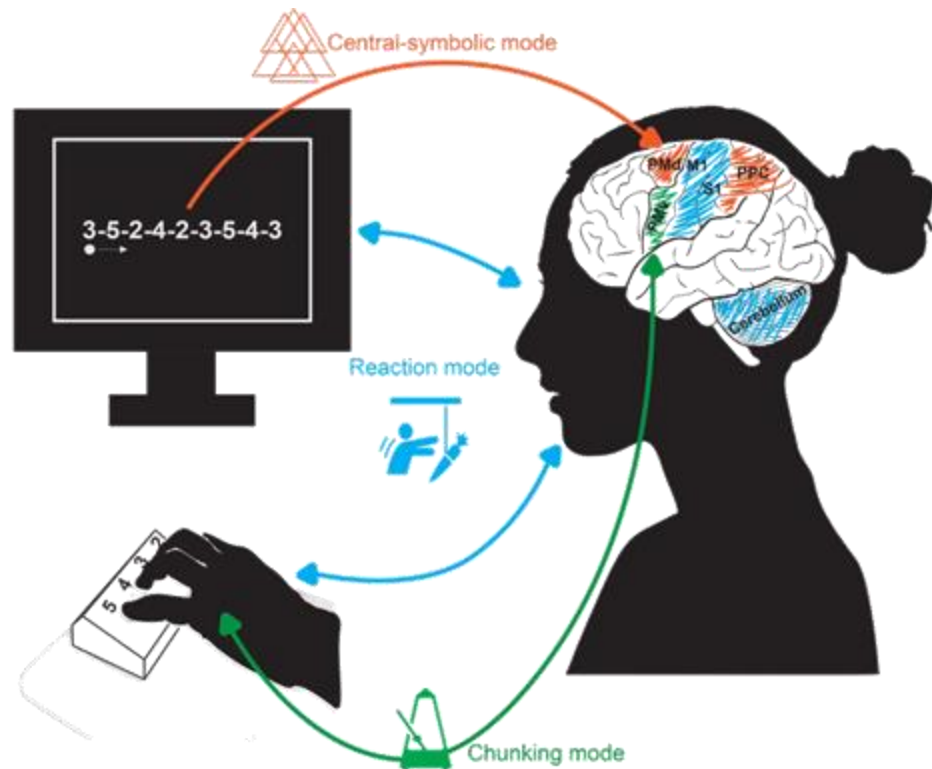 Central-symbolic mode
PMd M1
PPC
S1
PMv
3-5-2-4-2-3-5-4-3
Cerebellum
Reaction mode
2
3
4
5
Chunking mode